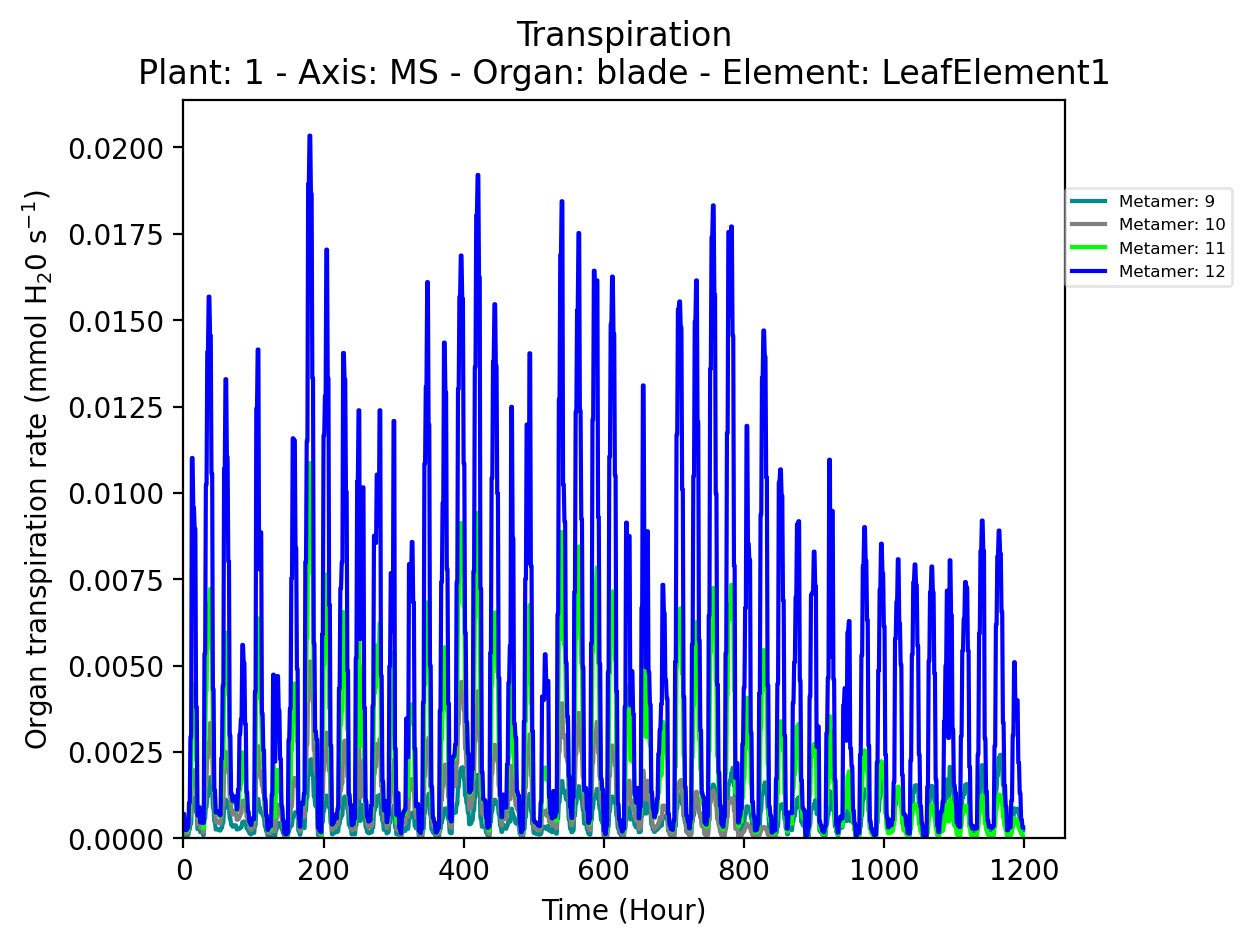 Transpiration
Plant: 1 - Axis: MS - Organ: blade - Element: LeafElement1
Organ transpiration rate (mmol H₂0 s⁻¹)
0.0200
0.0175
0.0150
0.0125
0.0100
0.0075
0.0050
0.0025
0.0000
Metamer: 9
Metamer: 10
Metamer: 11
Metamer: 12
0 200 400 600 800 1000 1200
Time (Hour)